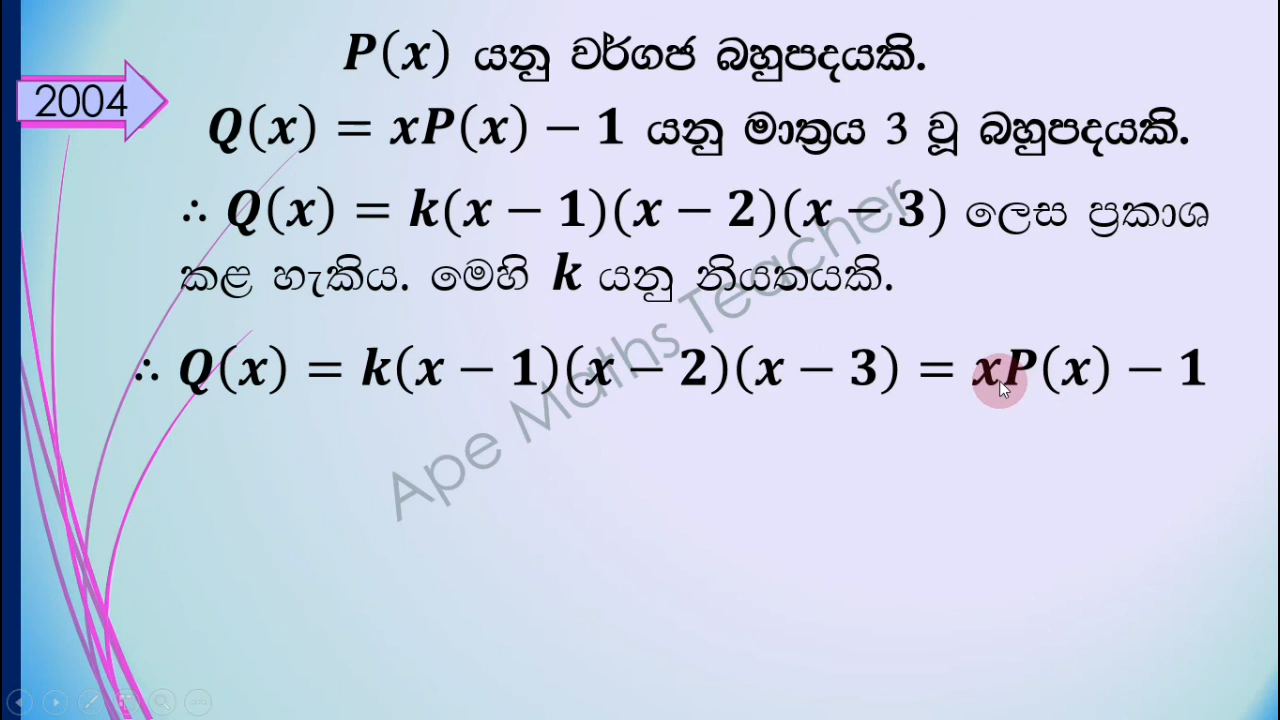 P(x) යනු වර්ගජ බහුපදයකි.
2004
Q(x) = xP(x) − 1 යනු මාත්‍රය 3 වූ බහුපදයකි.
∴ Q(x) = k(x − 1)(x − 2)(x − 3) ලෙස ප්‍රකාශ
කළ හැකිය. මෙහි k යනු නියතයකි.
∴ Q(x) = k(x − 1)(x − 2)(x − 3) = xP(x) − 1
Ape Maths Teacher